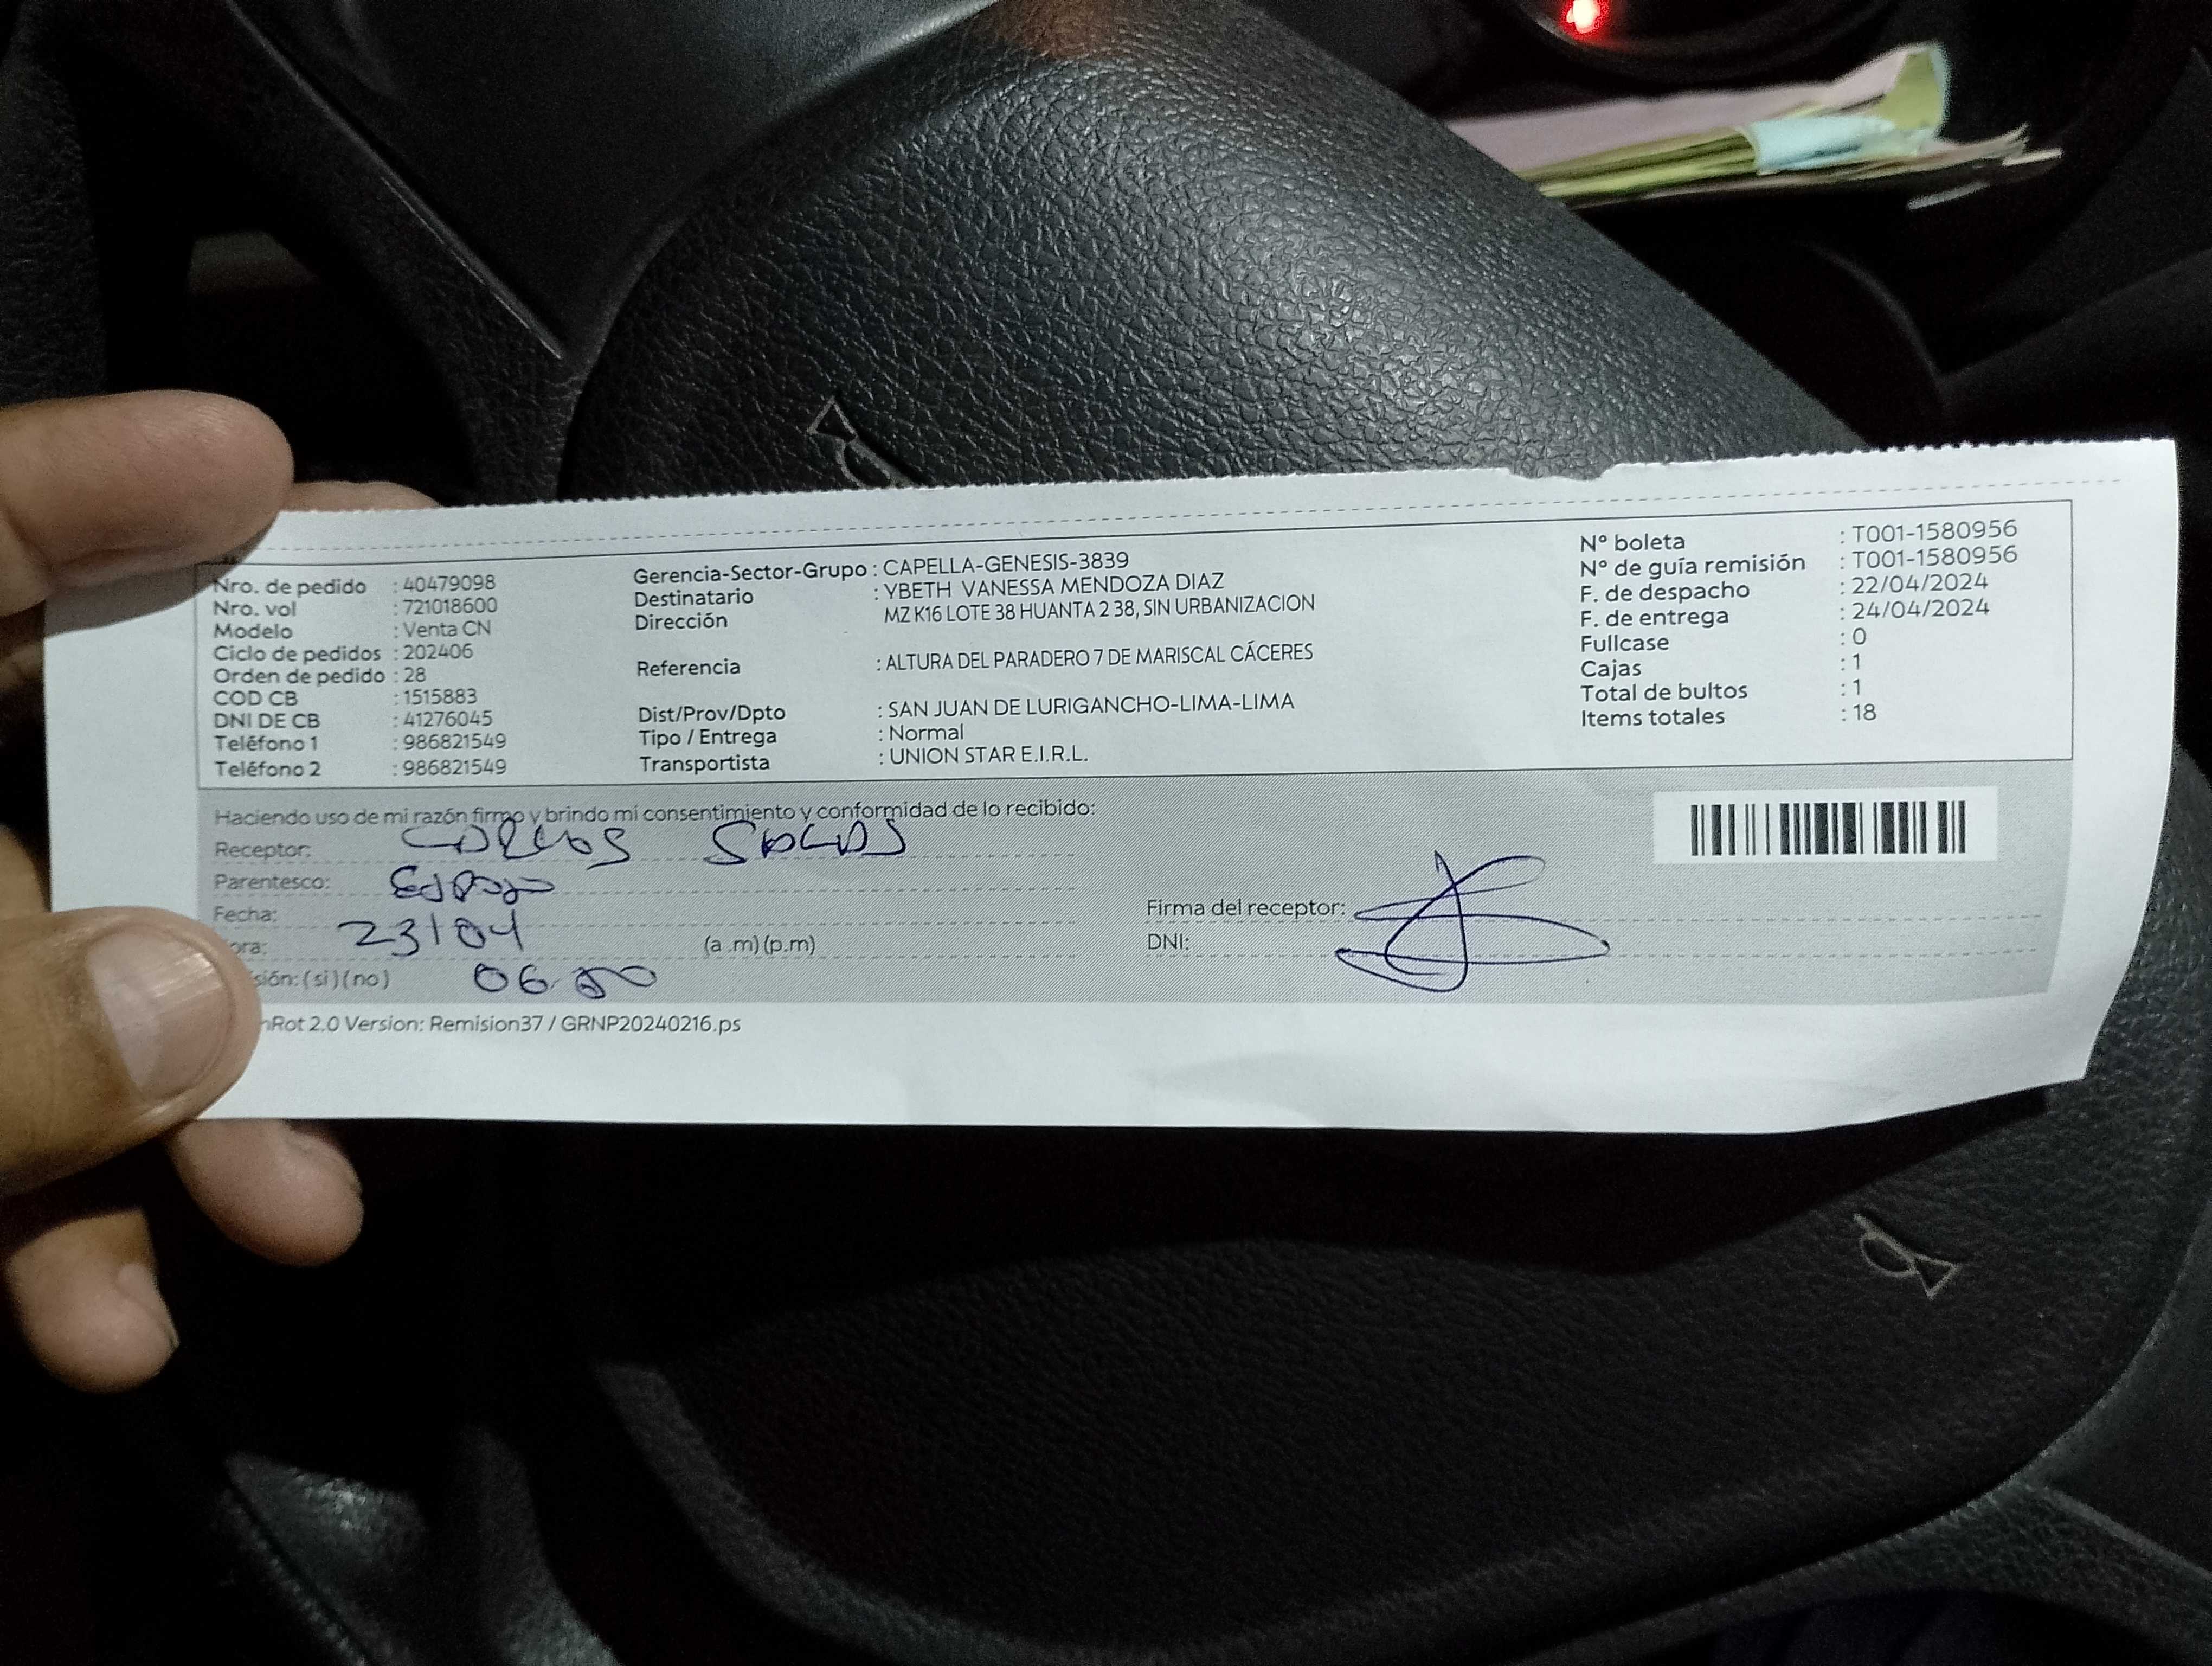 Nro. de pedido : 40479098
Nro. vol : 721018600
Modelo : Venta CN
Ciclo de pedidos : 202406
Orden de pedido : 28
COD CB : 1515883
DNI DE CB : 41276045
Teléfono 1 : 986821549
Teléfono 2 : 986821549
Gerencia-Sector-Grupo : CAPELLA-GENESIS-3839
Destinatario : YBETH VANESSA MENDOZA DIAZ
Dirección MZ K16 LOTE 38 HUANTA 2 38, SIN URBANIZACION
Referencia : ALTURA DEL PARADERO 7 DE MARISCAL CÁCERES
Dist/Prov/Dpto : SAN JUAN DE LURIGANCHO-LIMA-LIMA
Tipo / Entrega : Normal
Transportista : UNION STAR E.I.R.L.
N° boleta : T001-1580956
N° de guía remisión : T001-1580956
F. de despacho : 22/04/2024
F. de entrega : 24/04/2024
Fullcase : 0
Cajas : 1
Total de bultos : 1
Items totales : 18
Haciendo uso de mi razón firmo y brindo mi consentimiento y conformidad de lo recibido:
Receptor: Carlos
Parentesco: Esposo
Fecha: 23/04
ora: (a .m) (p.m)
sión: ( si ) ( no ) 06:00
Firma del receptor:
DNI:
nRot 2.0 Version: Remision37 / GRNP20240216.ps